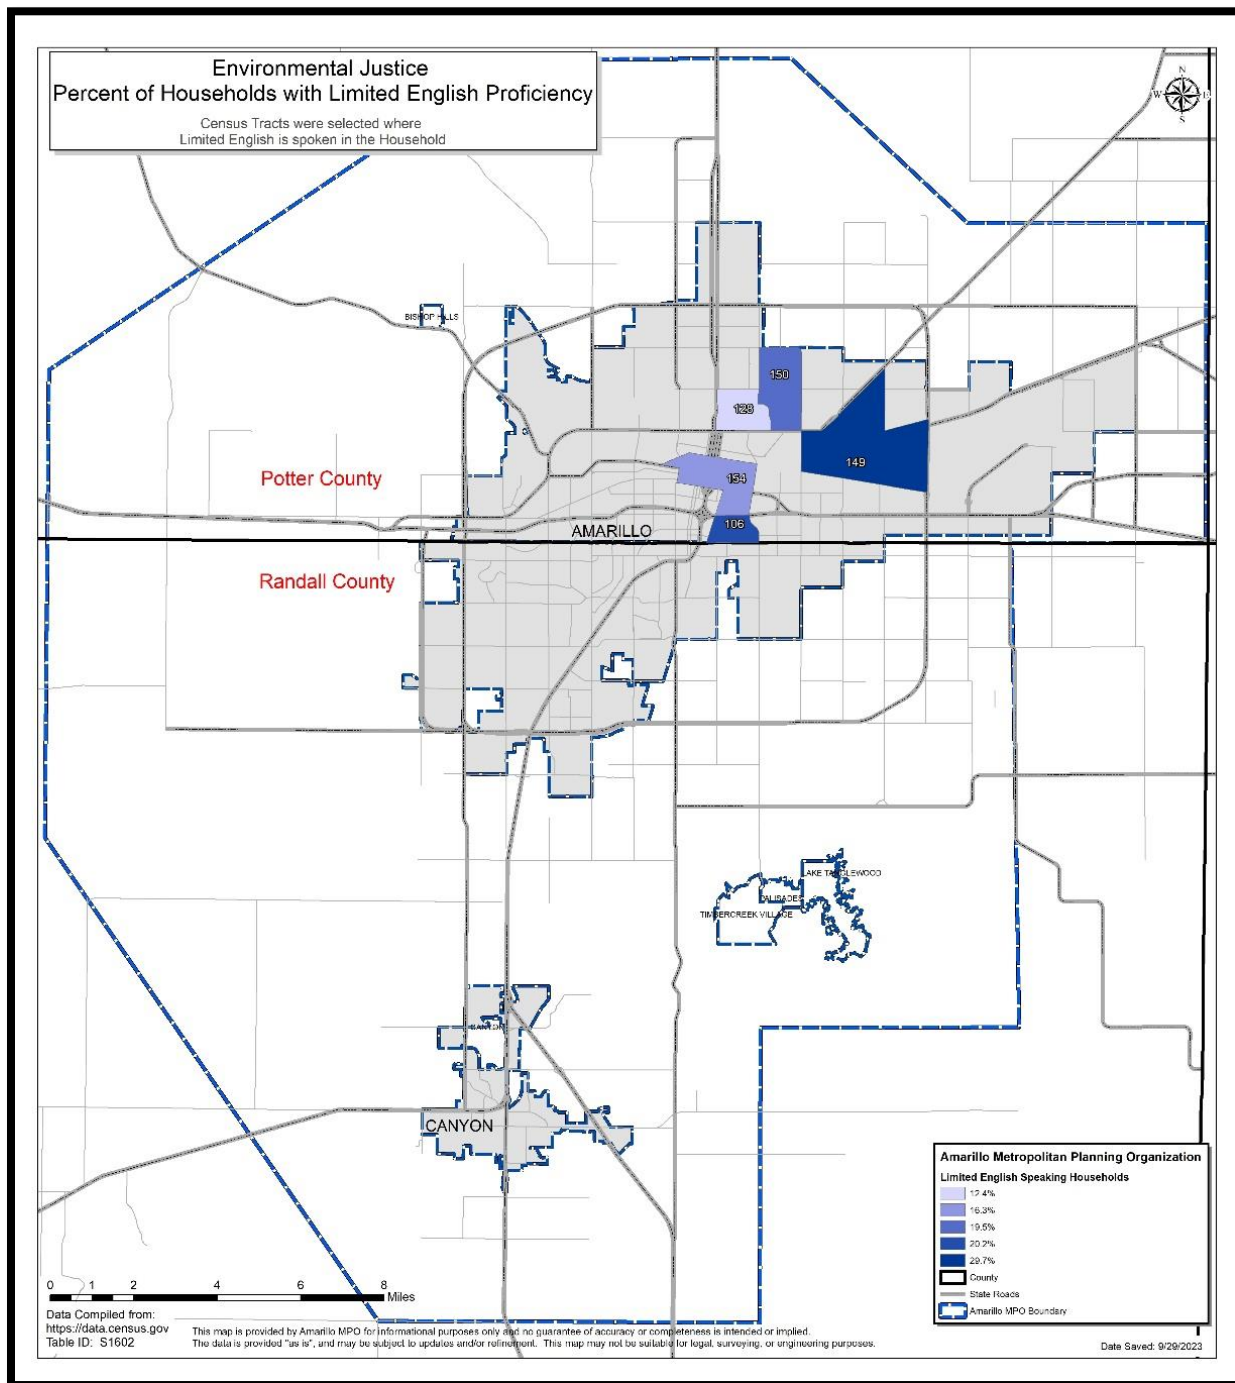 Environmental Justice
Percent of Households with Limited English Proficiency
Census Tracts were selected where
Limited English is spoken in the Household
N
W E
S
BISHOP HILLS
150
128
149
154
106
Potter County
AMARILLO
Randall County
LAKE TANGLEWOOD
PALISADES
TIMBERCREEK VILLAGE
CANYON
CANYON
Amarillo Metropolitan Planning Organization
Limited English Speaking Households
12.4%
16.3%
19.5%
20.2%
29.7%
County
State Roads
Amarillo MPO Boundary
0 1 2 4 6 8
Miles
Data Compiled from:
https://data.census.gov
Table ID: S1602
This map is provided by Amarillo MPO for informational purposes only and no guarantee of accuracy or completeness is intended or implied.
The data is provided "as is", and may be subject to updates and/or refinement. This map may not be suitable for legal, surveying, or engineering purposes.
Date Saved: 9/29/2023